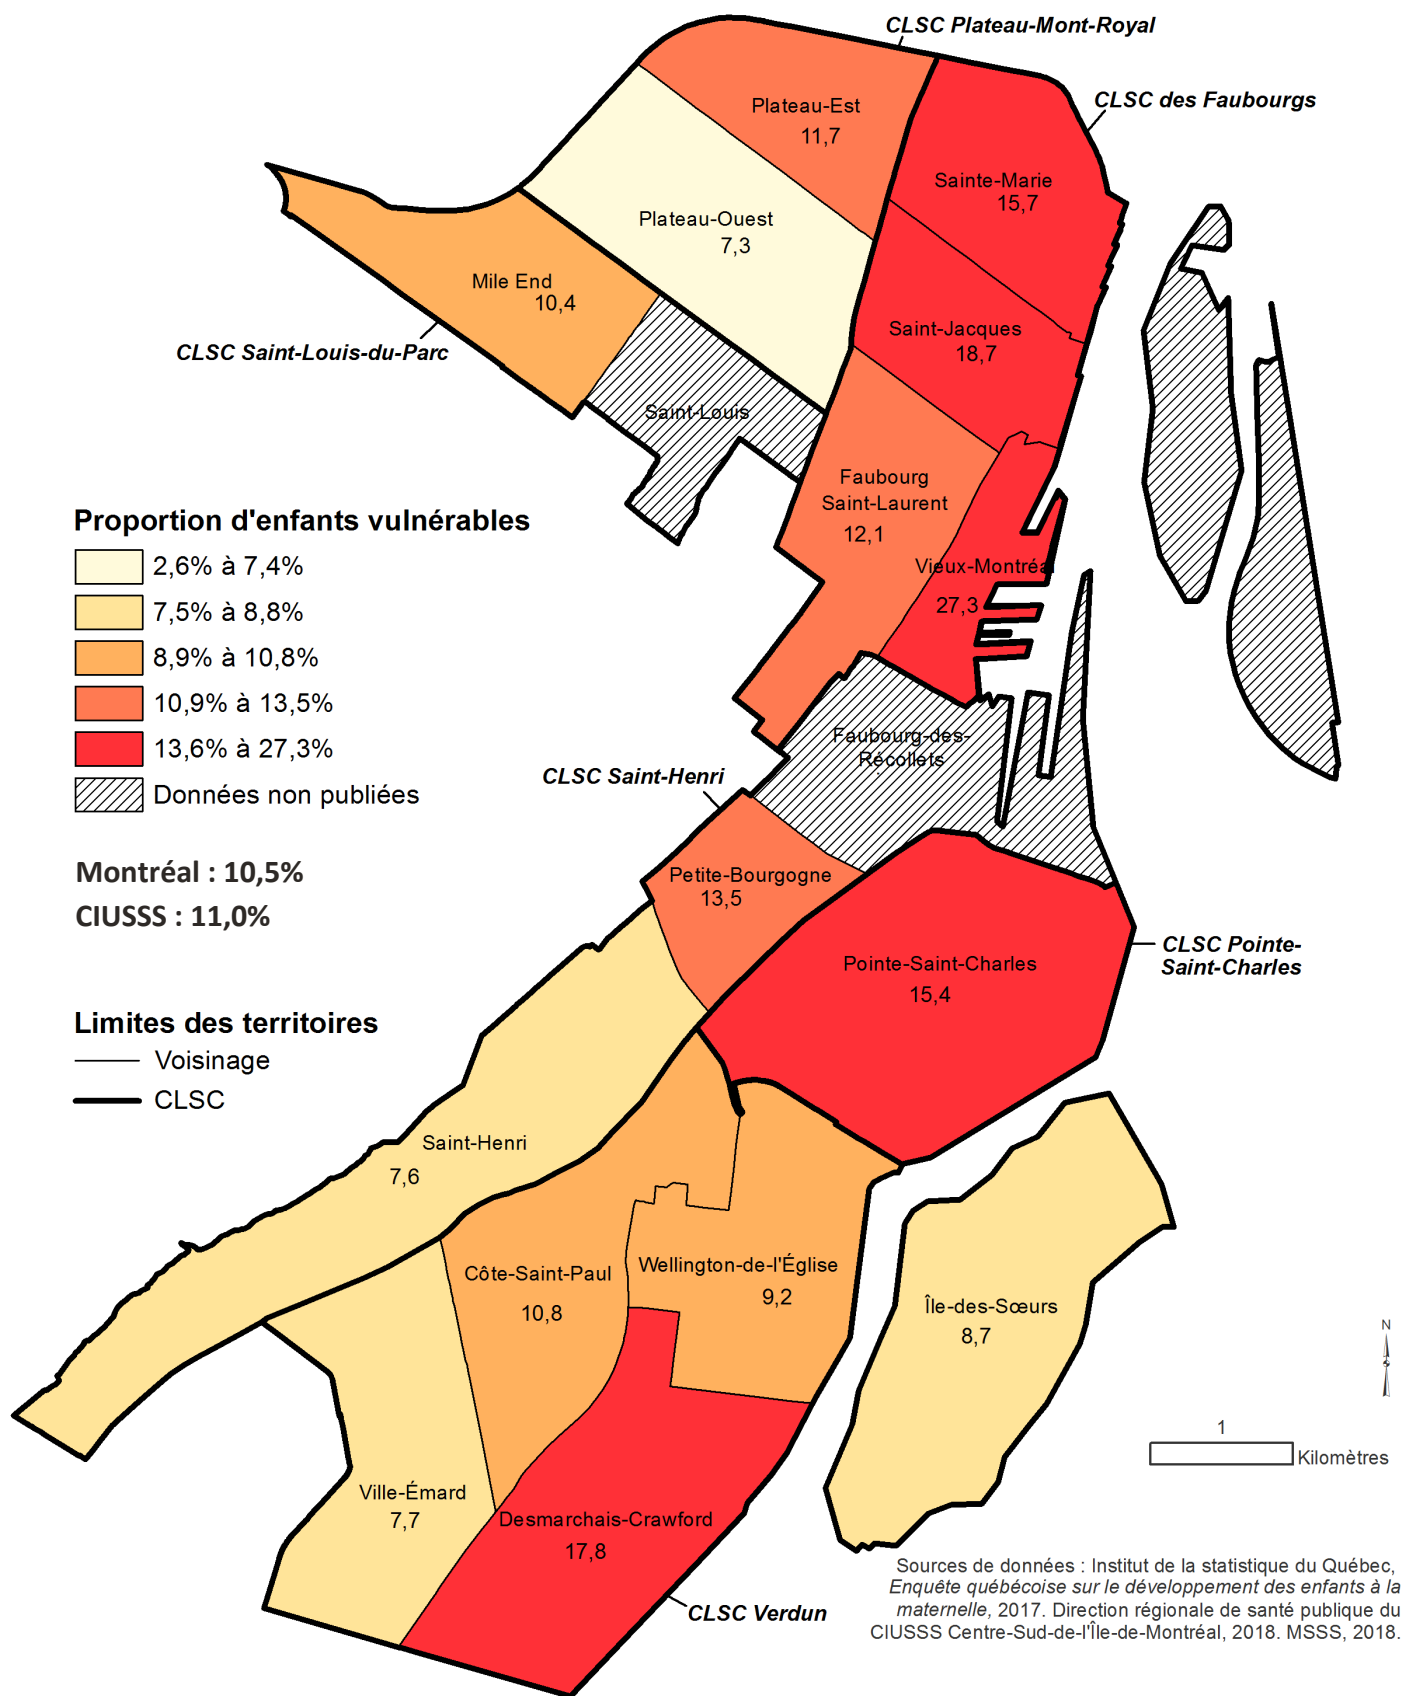 CLSC Plateau-Mont-Royal
CLSC des Faubourgs
Plateau-Est
11,7
Sainte-Marie
15,7
Plateau-Ouest
7,3
Mile End
10,4
Saint-Jacques
18,7
CLSC Saint-Louis-du-Parc
Saint-Louis
Faubourg
Saint-Laurent
12,1
Vieux-Montréal
27,3
Proportion d'enfants vulnérables
2,6% à 7,4%
7,5% à 8,8%
8,9% à 10,8%
10,9% à 13,5%
13,6% à 27,3%
Données non publiées
Faubourg-des-
Récollets
CLSC Saint-Henri
Montréal : 10,5%
CIUSSS : 11,0%
Petite-Bourgogne
13,5
Pointe-Saint-Charles
15,4
CLSC Pointe-
Saint-Charles
Limites des territoires
Voisinage
CLSC
Saint-Henri
7,6
Côte-Saint-Paul
10,8
Wellington-de-l'Église
9,2
Île-des-Sœurs
8,7
N
1
Kilomètres
Ville-Émard
7,7
Desmarchais-Crawford
17,8
CLSC Verdun
Sources de données : Institut de la statistique du Québec,
Enquête québécoise sur le développement des enfants à la
maternelle, 2017. Direction régionale de santé publique du
CIUSSS Centre-Sud-de-l'Île-de-Montréal, 2018. MSSS, 2018.